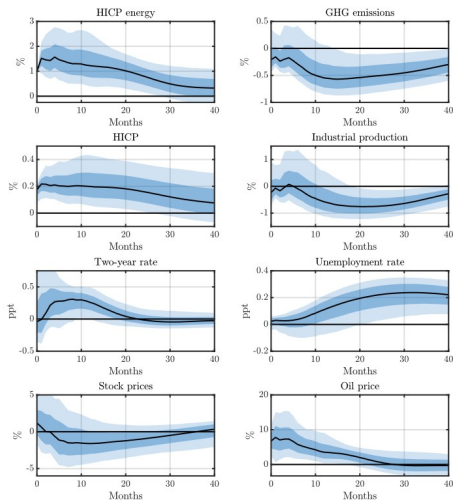 HICP energy
3
2
1
0
%
0 10 20 30 40
Months
GHG emissions
0.5
0
-0.5
-1
%
0 10 20 30 40
Months
HICP
0.4
0.2
0
%
0 10 20 30 40
Months
Industrial production
1
0
-1
%
0 10 20 30 40
Months
Two-year rate
0.5
0
-0.5
ppt
0 10 20 30 40
Months
Unemployment rate
0.4
0.2
0
-0.2
ppt
0 10 20 30 40
Months
Stock prices
5
0
-5
%
0 10 20 30 40
Months
Oil price
20
10
0
%
0 10 20 30 40
Months